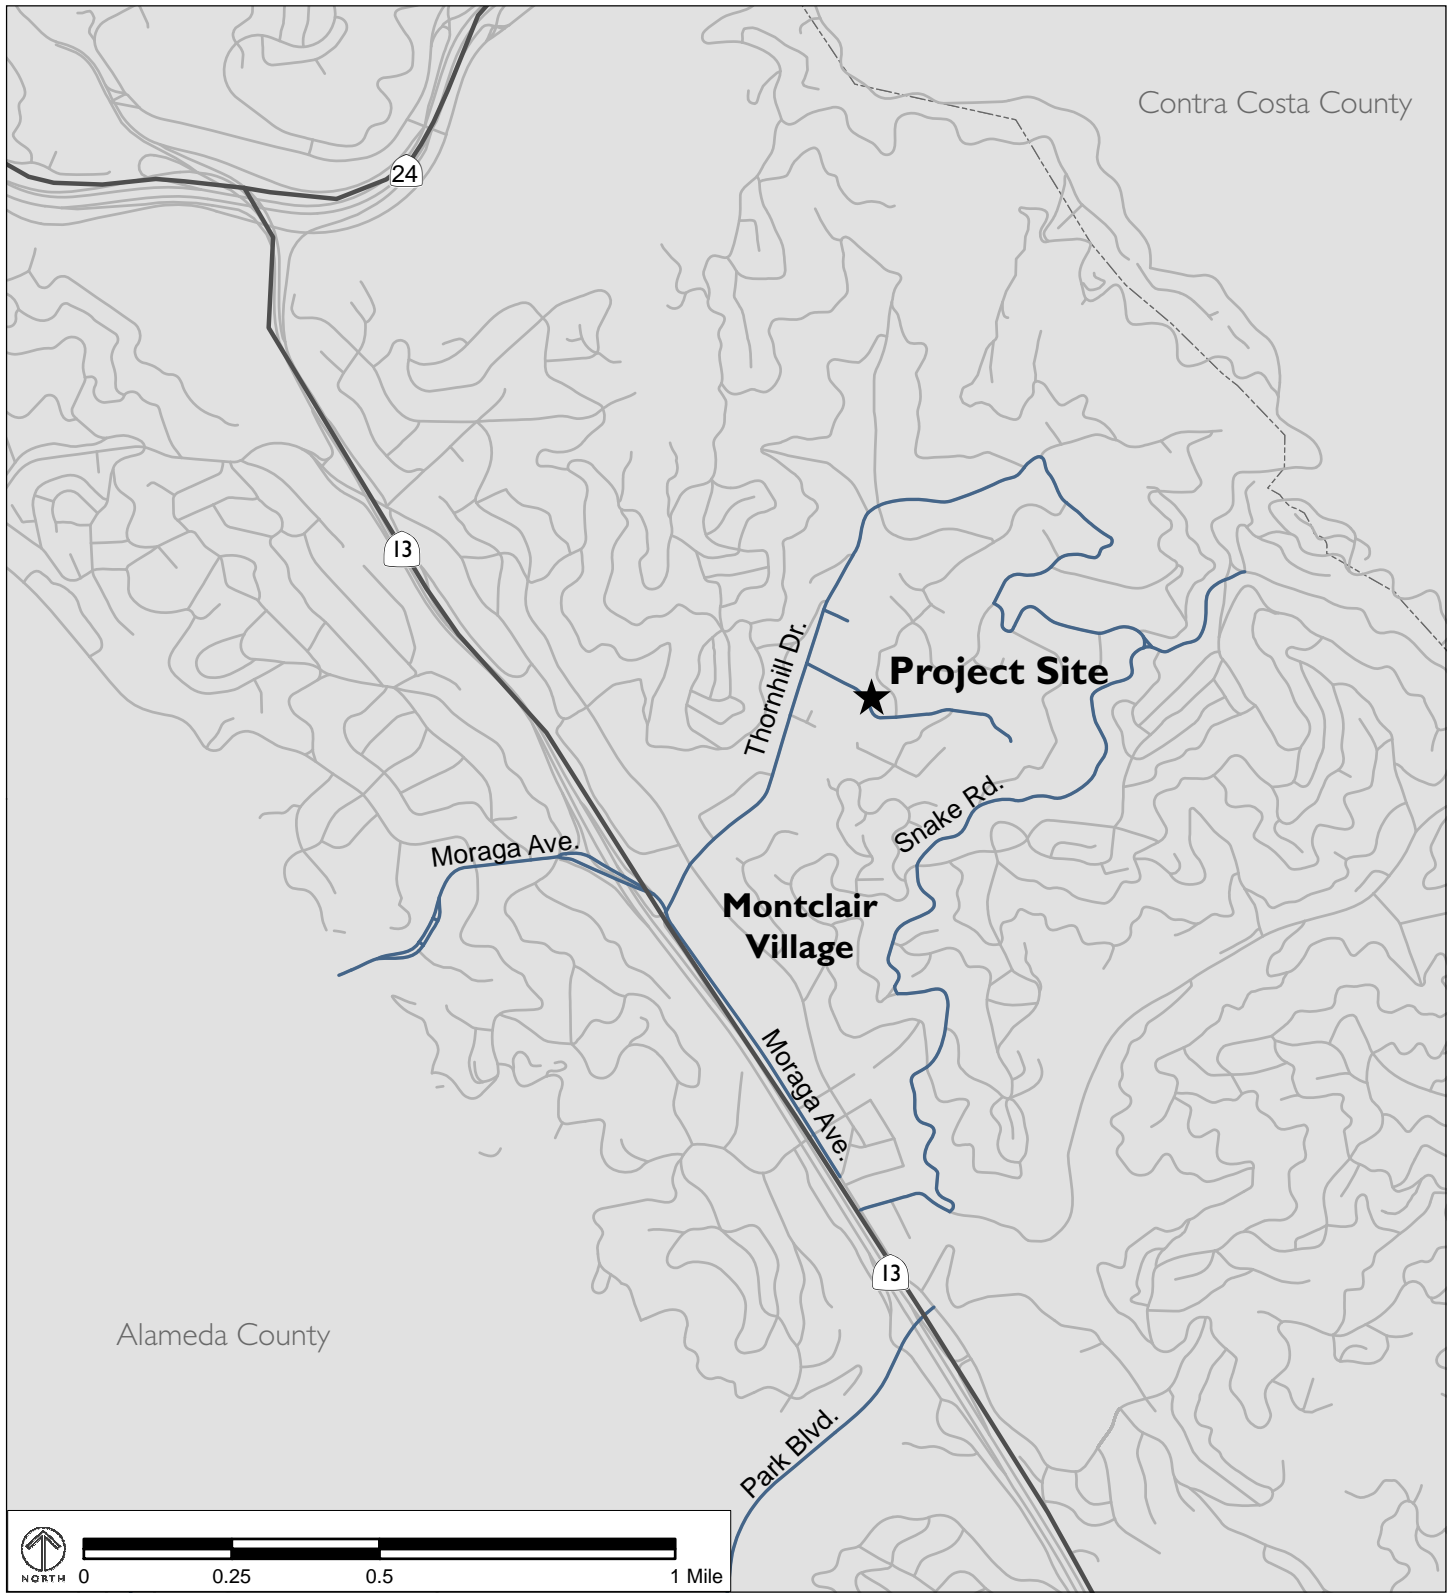 Contra Costa County
24
13
Thornhill Dr.
Project Site
Snake Rd.
Moraga Ave.
Montclair
Village
Moraga Ave.
13
Alameda County
Park Blvd.
NORTH
0 0.25 0.5 1 Mile